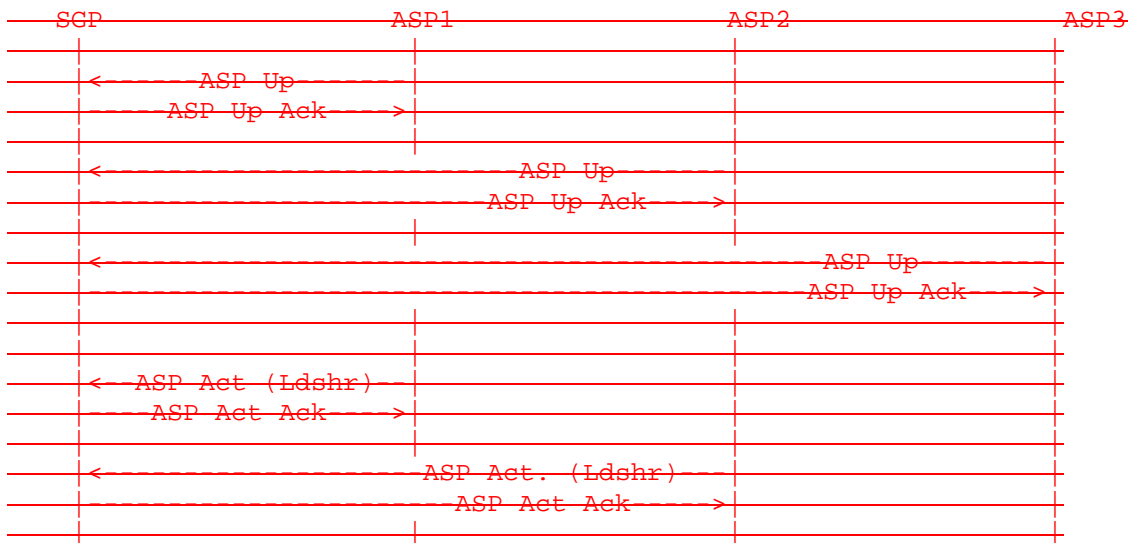 SGP ASP1 ASP2 ASP3
| | | |
|<-------ASP Up-------| | |
|-----ASP Up Ack----->| | |
| | | |
|<--------------------------ASP Up-------| |
|-------------------------ASP Up Ack---->| |
| | | |
|<----------------------------------------------ASP Up--------|
|---------------------------------------------ASP Up Ack----->|
| | | |
| | | |
|<--ASP Act (Ldshr)--| | |
|----ASP Act Ack---->| | |
| | | |
|<--------------------ASP Act. (Ldshr)---| |
|-----------------------ASP Act Ack----->| |
| | | |